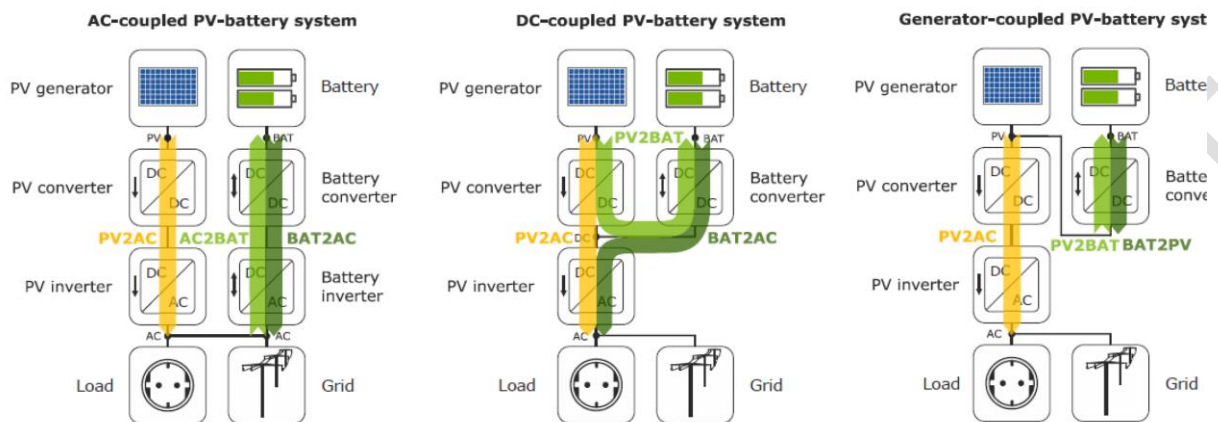 AC-coupled PV-battery system
PV generator
Battery
PV
BAT
DC
DC
DC
DC
PV converter
Battery
converter
PV2AC
AC2BAT
BAT2AC
DC
AC
DC
AC
PV inverter
Battery
inverter
AC
AC
Load
Grid
DC-coupled PV-battery system
PV generator
Battery
PV
PV2BAT
BAT
DC
DC
DC
DC
PV converter
Battery
converter
PV2AC
DC
BAT2AC
DC
AC
PV inverter
AC
Load
Grid
Generator-coupled PV-battery syst
PV generator
Batte
PV
BAT
DC
DC
DC
DC
PV converter
Batte
conve
PV2AC
PV2BAT
BAT2PV
DC
AC
PV inverter
AC
Load
Grid